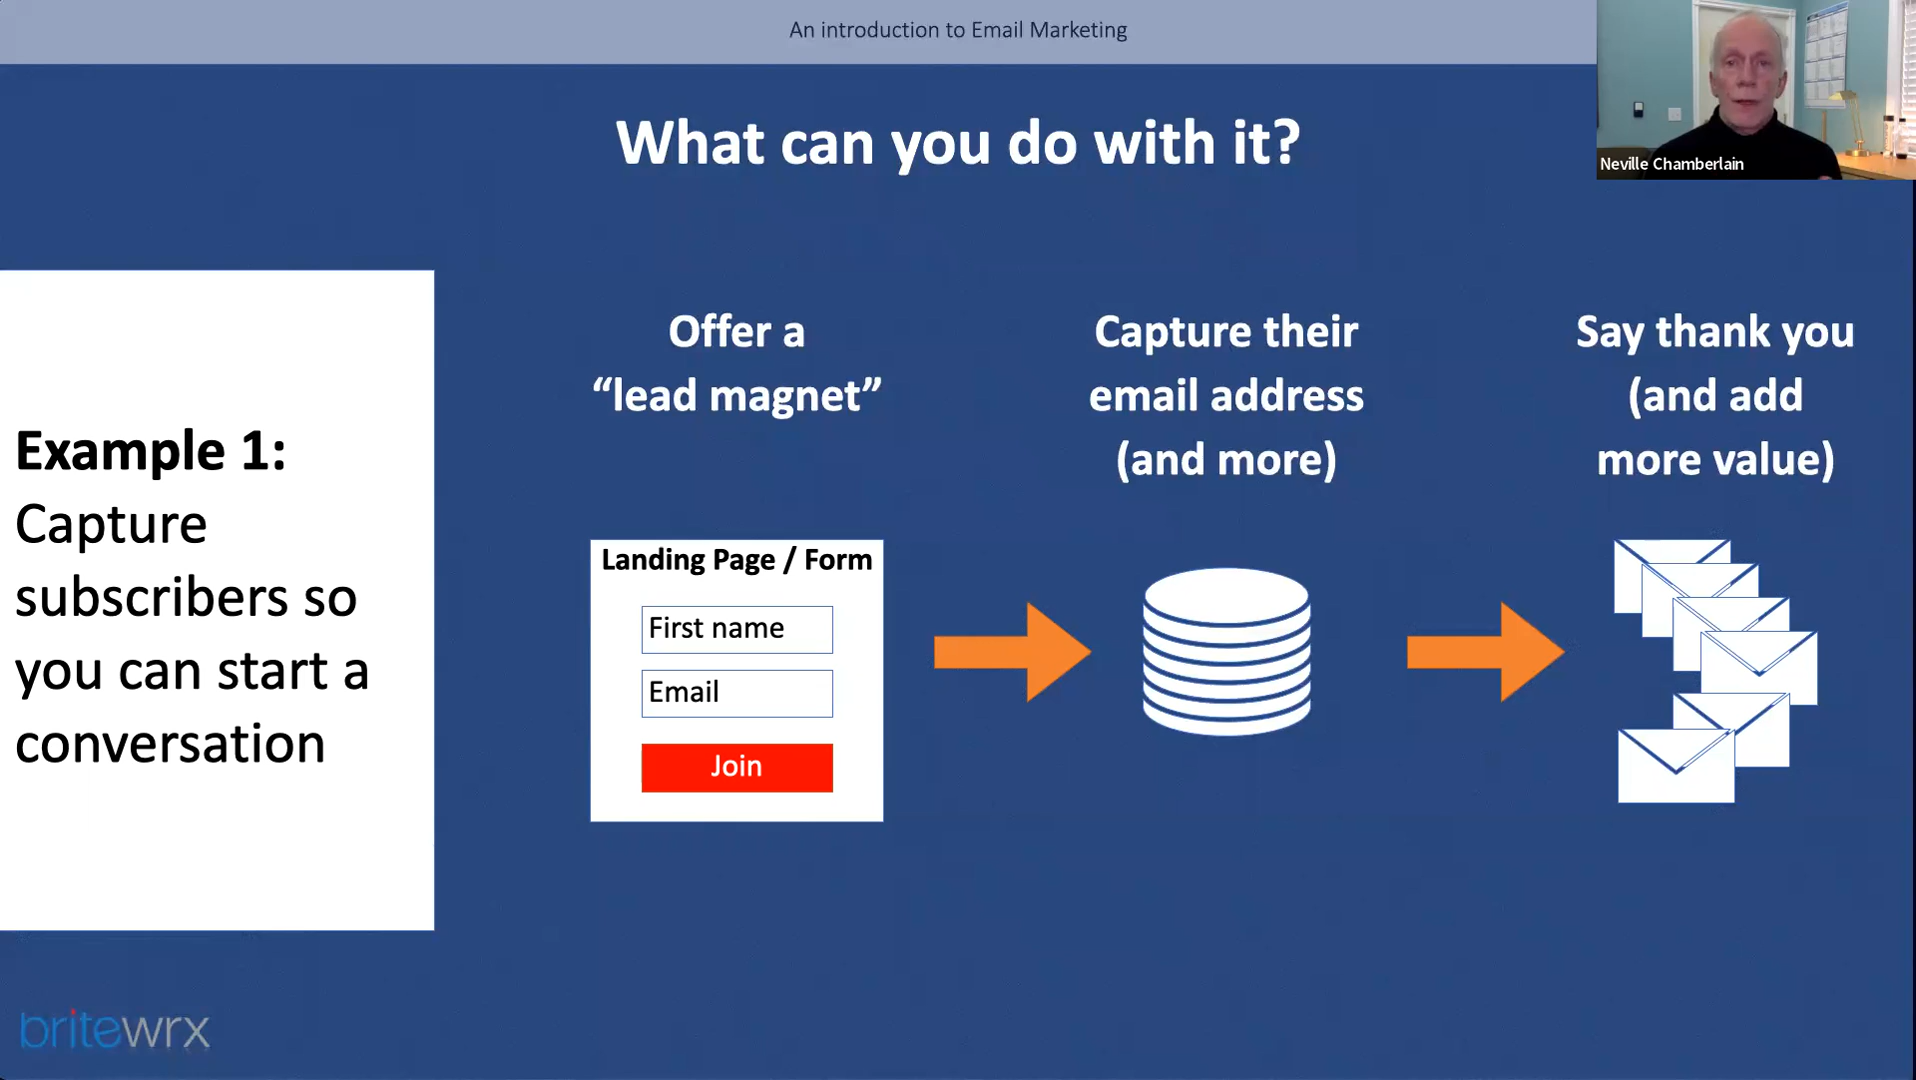 An introduction to Email Marketing
Neville Chamberlain
What can you do with it?
Example 1:
Capture
subscribers so
you can start a
conversation
Offer a
“lead magnet”
Landing Page / Form
First name
Email
Join
Capture their
email address
(and more)
Say thank you
(and add
more value)
britewrx